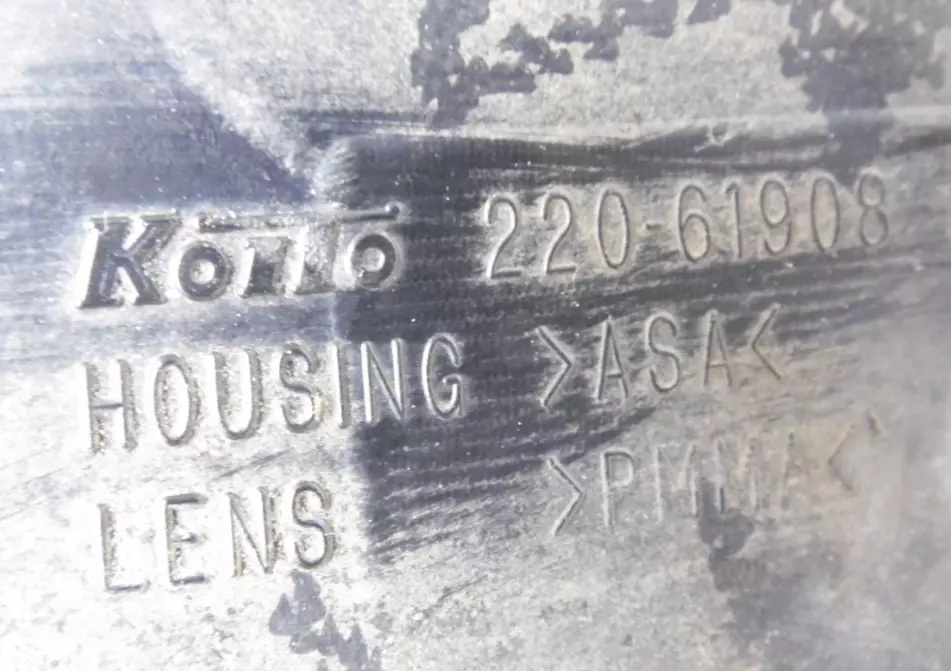 KOITO 220-61908
HOUSING >ASA<
LENS >PMMA<